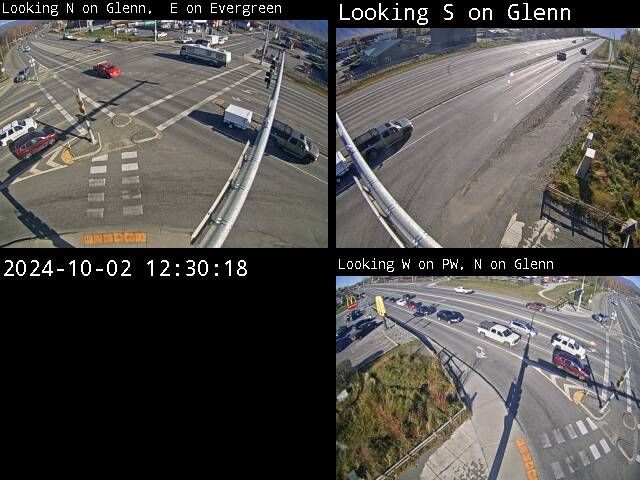 Looking N on Glenn,  E on Evergreen
Looking S on Glenn
2024-10-02 12:30:18
Looking W on PW, N on Glenn